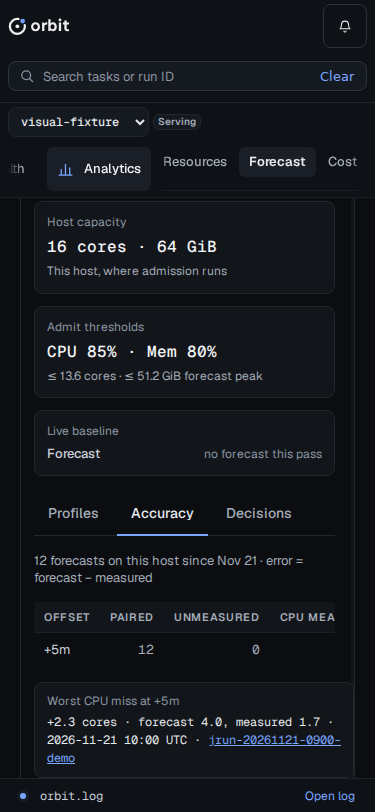 orbit
Search tasks or run ID Clear
visual-fixture Serving
lth Analytics Resources Forecast Cost
Host capacity
16 cores · 64 GiB
This host, where admission runs
Admit thresholds
CPU 85% · Mem 80%
≤ 13.6 cores · ≤ 51.2 GiB forecast peak
Live baseline
Forecast no forecast this pass
Profiles Accuracy Decisions
12 forecasts on this host since Nov 21 · error =
forecast − measured
OFFSET PAIRED UNMEASURED CPU MEA
+5m 12 0
Worst CPU miss at +5m
+2.3 cores · forecast 4.0, measured 1.7 ·
2026-11-21 10:00 UTC · jrun-20261121-0900-
demo
orbit.log Open log